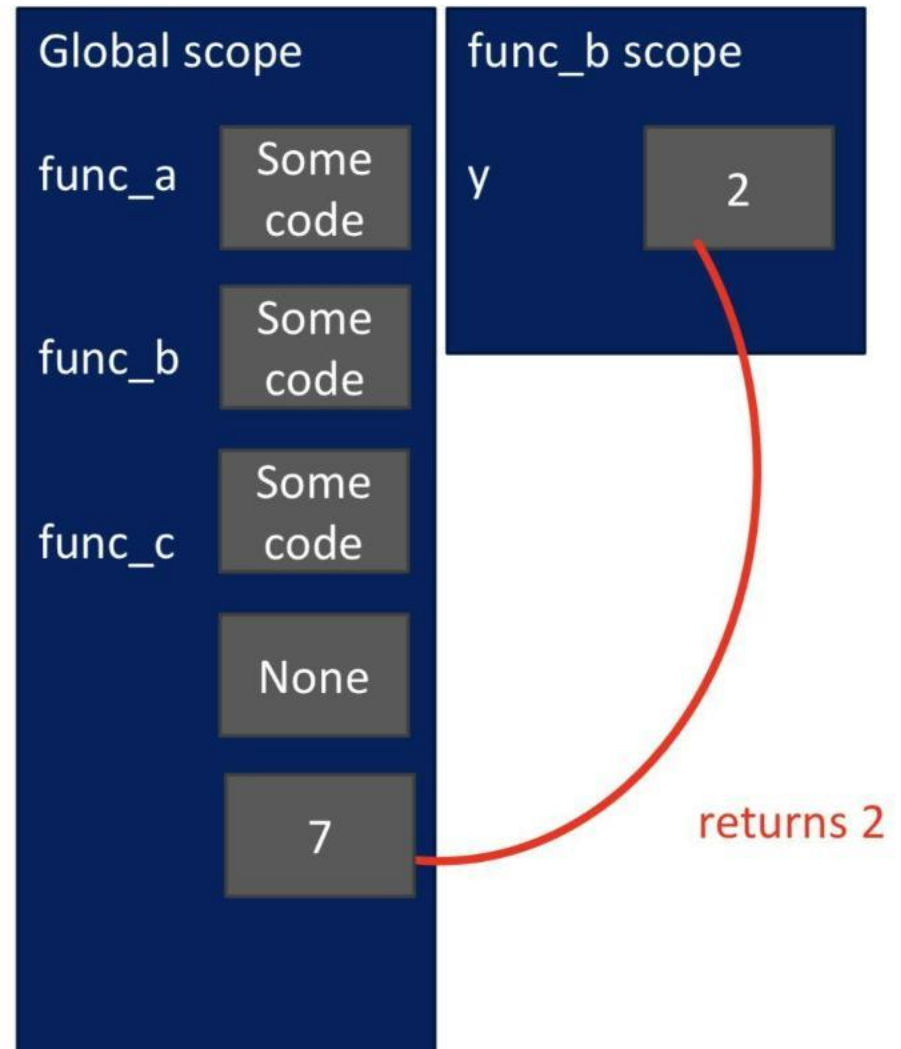 Global scope
func_a
Some
code
func_b
Some
code
func_c
Some
code
None
7
func_b scope
y
2
returns 2